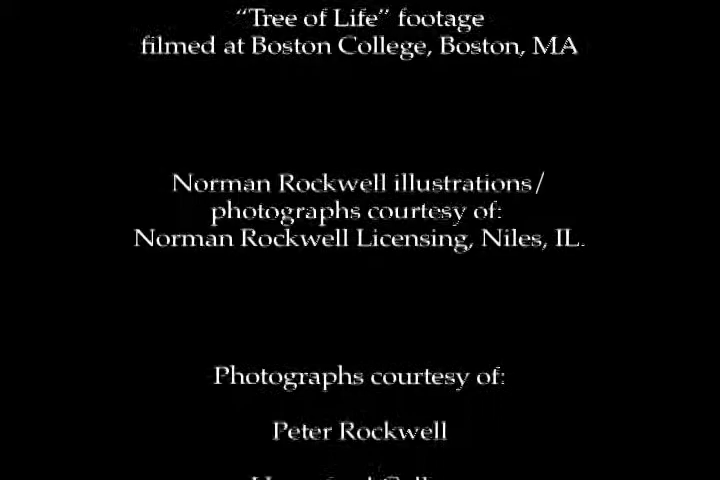 “Tree of Life” footage
filmed at Boston College, Boston, MA
Norman Rockwell illustrations/
photographs courtesy of:
Norman Rockwell Licensing, Niles, IL.
Photographs courtesy of:
Peter Rockwell